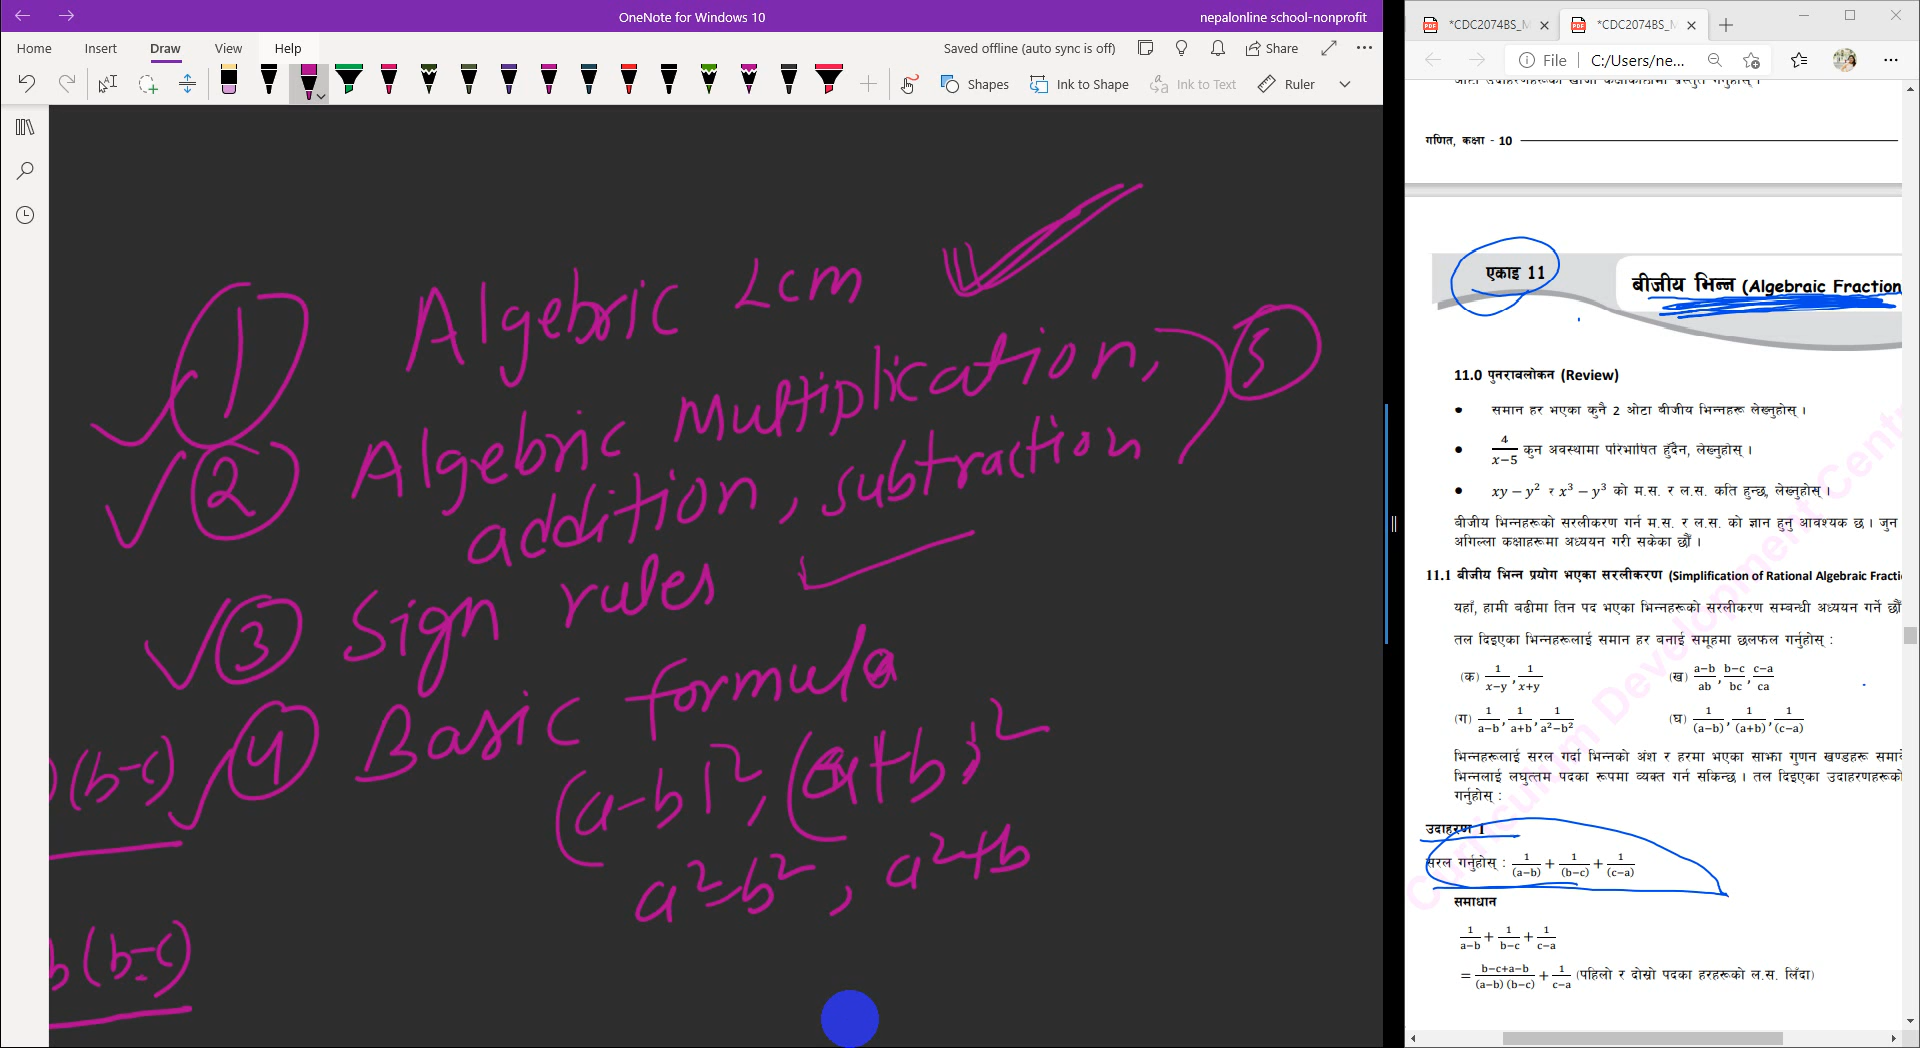 OneNote for Windows 10
nepalonline school-nonprofit
Home Insert Draw View Help
Saved offline (auto sync is off) Share
Shapes Ink to Shape Ink to Text Ruler
1 Algebric Lcm
2 Algebric Multiplication,
addition, subtraction
5
3 Sign rules
4 Basic formula
(a-b)², (a+b)²
a²-b², a²+b
)(b-c)
b(b-c)
*CDC2074BS_M *CDC2074BS_M
File C:/Users/ne...
गणित, कक्षा - 10
एकाइ 11
बीजीय भिन्न (Algebraic Fraction
11.0 पुनरावलोकन (Review)
• समान हर भएका कुनै 2 ओटा बीजीय भिन्नहरू लेख्नुहोस् ।
• 4/(x−5) कुन अवस्थामा परिभाषित हुँदैन, लेख्नुहोस् ।
• xy − y² र x³ − y³ को म.स. र ल.स. कति हुन्छ, लेख्नुहोस् ।
बीजीय भिन्नहरूको सरलीकरण गर्न म.स. र ल.स. को ज्ञान हुनु आवश्यक छ । जुन
अगिल्ला कक्षाहरूमा अध्ययन गरी सकेका छौँ ।
11.1 बीजीय भिन्न प्रयोग भएका सरलीकरण (Simplification of Rational Algebraic Fracti
यहाँ, हामी बढीमा तिन पद भएका भिन्नहरूको सरलीकरण सम्बन्धी अध्ययन गर्ने छौँ
तल दिइएका भिन्नहरूलाई समान हर बनाई समूहमा छलफल गर्नुहोस् :
(क) 1/(x−y), 1/(x+y) (ख) (a−b)/ab, (b−c)/bc, (c−a)/ca
(ग) 1/(a−b), 1/(a+b), 1/(a²−b²) (घ) 1/(a−b), 1/(a+b), 1/(c−a)
भिन्नहरूलाई सरल गर्दा भिन्नको अंश र हरमा भएका साझा गुणन खण्डहरू
भिन्नलाई लघुत्तम पदका रूपमा व्यक्त गर्न सकिन्छ । तल दिइएका उदाहरणहरूको
गर्नुहोस् :
उदाहरण 1
सरल गर्नुहोस् : 1/(a−b) + 1/(b−c) + 1/(c−a)
समाधान
1/(a−b) + 1/(b−c) + 1/(c−a)
= (b−c+a−b)/((a−b)(b−c)) + 1/(c−a) (पहिलो र दोस्रो पदका हरहरूको ल.स. लिँदा)
Curriculum Development Centr